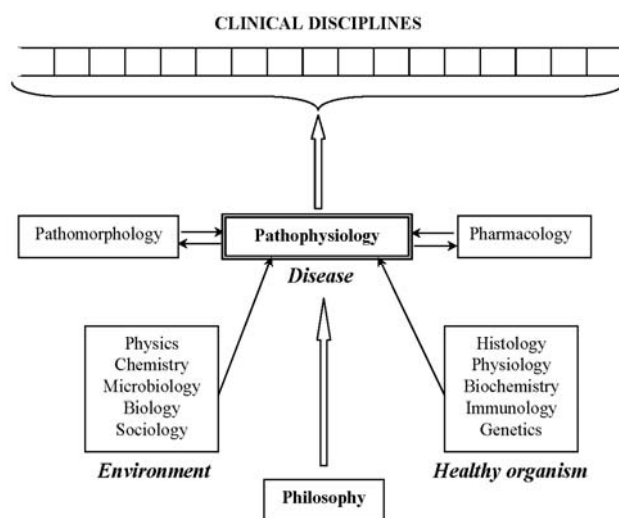 CLINICAL DISCIPLINES
Pathomorphology
Pathophysiology
Pharmacology
Disease
Physics
Chemistry
Microbiology
Biology
Sociology
Environment
Histology
Physiology
Biochemistry
Immunology
Genetics
Healthy organism
Philosophy